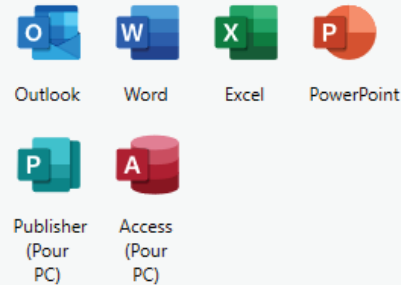 O W X P
Outlook Word Excel PowerPoint
P A
Publisher Access
(Pour (Pour
PC) PC)